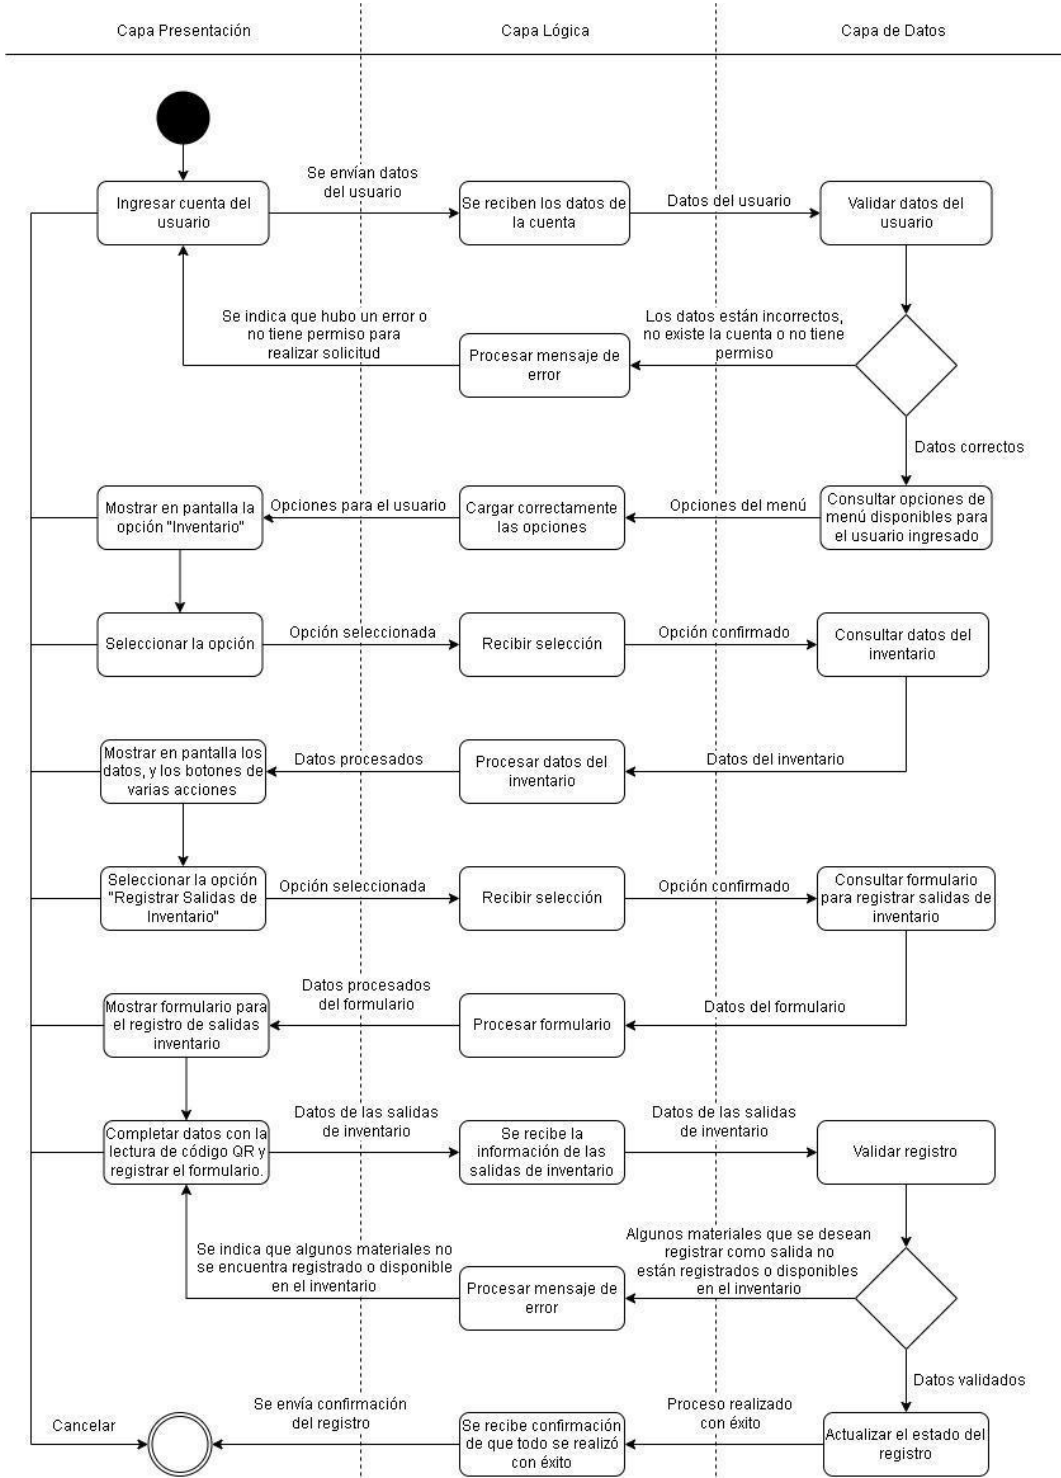 Capa Presentación
Capa Lógica
Capa de Datos
Se envían datos
del usuario
Ingresar cuenta del
usuario
Se reciben los datos de
la cuenta
Datos del usuario
Validar datos del
usuario
Se indica que hubo un error o
no tiene permiso para
realizar solicitud
Procesar mensaje de
error
Los datos están incorrectos,
no existe la cuenta o no tiene
permiso
Datos correctos
Mostrar en pantalla la
opción "Inventario"
Opciones para el usuario
Cargar correctamente
las opciones
Opciones del menú
Consultar opciones de
menú disponibles para
el usuario ingresado
Seleccionar la opción
Opción seleccionada
Recibir selección
Opción confirmado
Consultar datos del
inventario
Mostrar en pantalla los
datos, y los botones de
varias acciones
Datos procesados
Procesar datos del
inventario
Datos del inventario
Seleccionar la opción
"Registrar Salidas de
Inventario"
Opción seleccionada
Recibir selección
Opción confirmado
Consultar formulario
para registrar salidas de
inventario
Mostrar formulario para
el registro de salidas
inventario
Datos procesados
del formulario
Procesar formulario
Datos del formulario
Completar datos con la
lectura de código QR y
registrar el formulario.
Datos de las salidas
de inventario
Se recibe la
información de las
salidas de inventario
Datos de las salidas
de inventario
Validar registro
Se indica que algunos materiales no
se encuentra registrado o disponible
en el inventario
Procesar mensaje de
error
Algunos materiales que se desean
registrar como salida no
están registrados o disponibles
en el inventario
Datos validados
Cancelar
Se envía confirmación
del registro
Se recibe confirmación
de que todo se realizó
con éxito
Proceso realizado
con éxito
Actualizar el estado del
registro